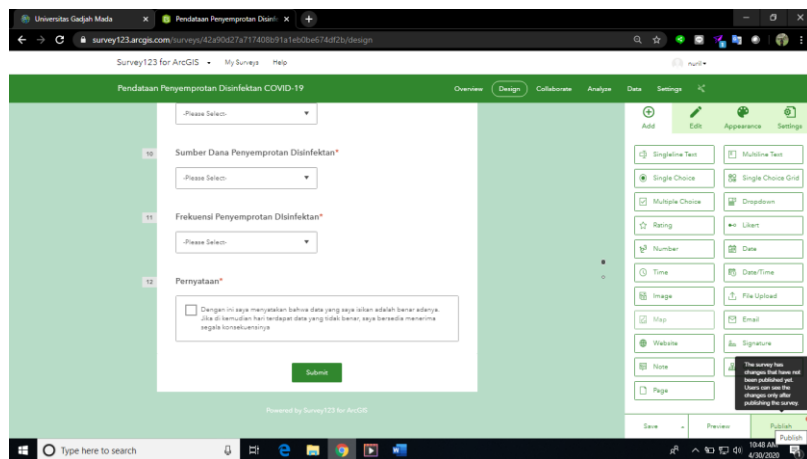 Universitas Gadjah Mada
Pendataan Penyemprotan Disinfe
survey123.arcgis.com/surveys/42a90d27a717408b91a1eb0be674df2b/design
Survey123 for ArcGIS My Surveys Help nuril
Pendataan Penyemprotan Disinfektan COVID-19 Overview Design Collaborate Analyze Data Settings
-Please Select-
10 Sumber Dana Penyemprotan Disinfektan*
-Please Select-
11 Frekuensi Penyemprotan Disinfektan*
-Please Select-
12 Pernyataan*
Dengan ini saya menyatakan bahwa data yang saya isikan adalah benar adanya.
Jika di kemudian hari terdapat data yang tidak benar, saya bersedia menerima
segala konsekuensinya
Submit
Powered by Survey123 for ArcGIS
Add Edit Appearance Settings
Singleline Text Multiline Text
Single Choice Single Choice Grid
Multiple Choice Dropdown
Rating Likert
Number Date
Time Date/Time
Image File Upload
Map Email
Website Signature
Note
Page
The survey has
changes that have not
been published yet.
Users can see the
changes only after
publishing the survey.
Save Preview Publish
Publish
Type here to search
10:48 AM
4/30/2020